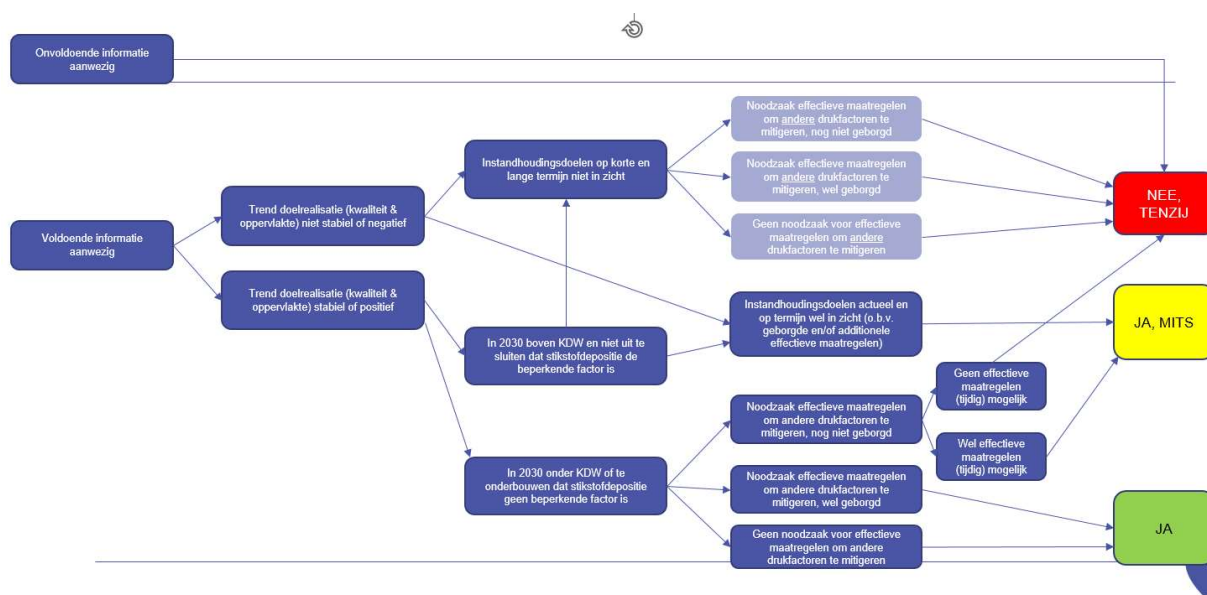 Onvoldoende informatie
aanwezig
Voldoende informatie
aanwezig
Trend doelrealisatie (kwaliteit &
oppervlakte) niet stabiel of negatief
Trend doelrealisatie (kwaliteit &
oppervlakte) stabiel of positief
Instandhoudingsdoelen op korte en
lange termijn niet in zicht
In 2030 boven KDW en niet uit te
sluiten dat stikstofdepositie de
beperkende factor is
In 2030 onder KDW of te
onderbouwen dat stikstofdepositie
geen beperkende factor is
Noodzaak effectieve maatregelen
om andere drukfactoren te
mitigeren, nog niet geborgd
Noodzaak effectieve maatregelen
om andere drukfactoren te
mitigeren, wel geborgd
Geen noodzaak voor effectieve
maatregelen om andere
drukfactoren te mitigeren
Instandhoudingsdoelen actueel en
op termijn wel in zicht (o.b.v.
geborgde en/of additionele
effectieve maatregelen)
Noodzaak effectieve maatregelen
om andere drukfactoren te
mitigeren, nog niet geborgd
Noodzaak effectieve maatregelen
om andere drukfactoren te
mitigeren, wel geborgd
Geen noodzaak voor effectieve
maatregelen om andere
drukfactoren te mitigeren
Geen effectieve
maatregelen
(tijdig) mogelijk
Wel effectieve
maatregelen
(tijdig) mogelijk
NEE,
TENZIJ
JA, MITS
JA